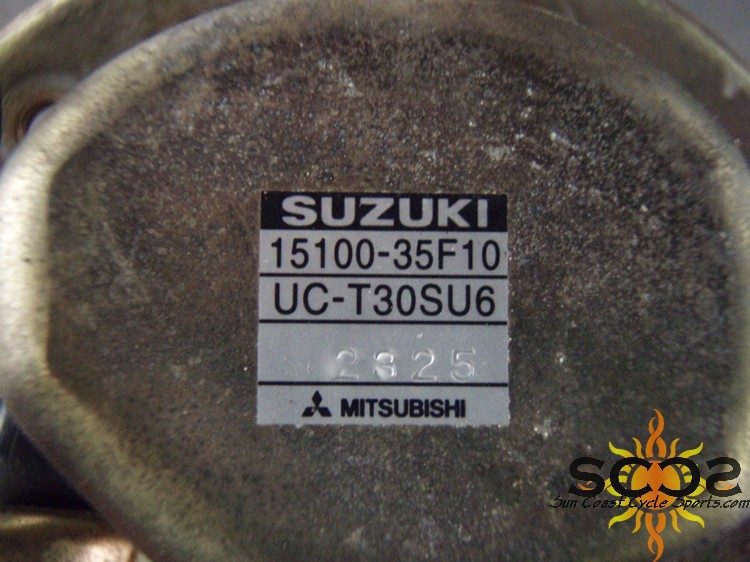 SUZUKI
15100-35F10
UC-T30SU6
2325
MITSUBISHI
SCCS
Sun Coast Cycle Sports.com